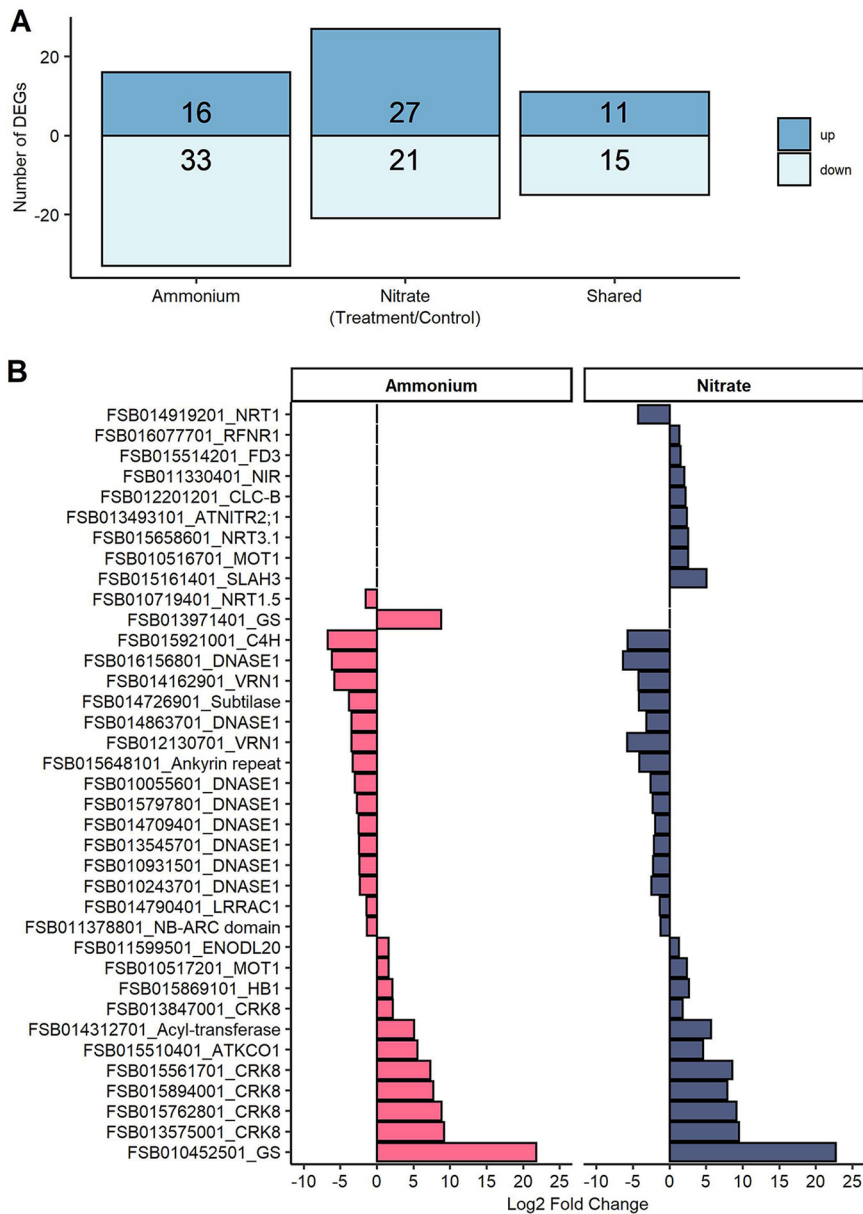 A
Number of DEGs
20
0
-20
16
27
11
33
21
15
up
down
Ammonium
Nitrate
(Treatment/Control)
Shared
B
Ammonium
Nitrate
FSB014919201_NRT1
FSB016077701_RFNR1
FSB015514201_FD3
FSB011330401_NIR
FSB012201201_CLC-B
FSB013493101_ATNITR2;1
FSB015658601_NRT3.1
FSB010516701_MOT1
FSB015161401_SLAH3
FSB010719401_NRT1.5
FSB013971401_GS
FSB015921001_C4H
FSB016156801_DNASE1
FSB014162901_VRN1
FSB014726901_Subtilase
FSB014863701_DNASE1
FSB012130701_VRN1
FSB015648101_Ankyrin repeat
FSB010055601_DNASE1
FSB015797801_DNASE1
FSB014709401_DNASE1
FSB013545701_DNASE1
FSB010931501_DNASE1
FSB010243701_DNASE1
FSB014790401_LRRAC1
FSB011378801_NB-ARC domain
FSB011599501_ENODL20
FSB010517201_MOT1
FSB015869101_HB1
FSB013847001_CRK8
FSB014312701_Acyl-transferase
FSB015510401_ATKCO1
FSB015561701_CRK8
FSB015894001_CRK8
FSB015762801_CRK8
FSB013575001_CRK8
FSB010452501_GS
-10 -5 0 5 10 15 20 25
-10 -5 0 5 10 15 20 25
Log2 Fold Change